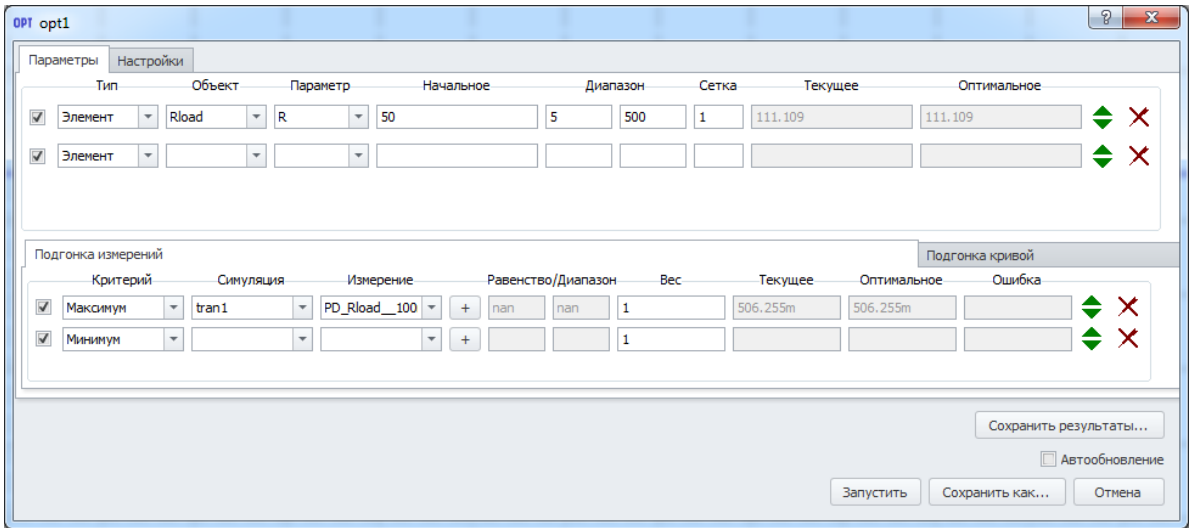 OPT opt1 ? X
Параметры Настройки
Тип Объект Параметр Начальное Диапазон Сетка Текущее Оптимальное
Элемент Rload R 50 5 500 1 111.109 111.109
Элемент
Подгонка измерений Подгонка кривой
Критерий Симуляция Измерение Равенство/Диапазон Вес Текущее Оптимальное Ошибка
Максимум tran1 PD_Rload__100 + nan nan 1 506.255m 506.255m
Минимум + 1
Сохранить результаты...
Автообновление
Запустить Сохранить как... Отмена